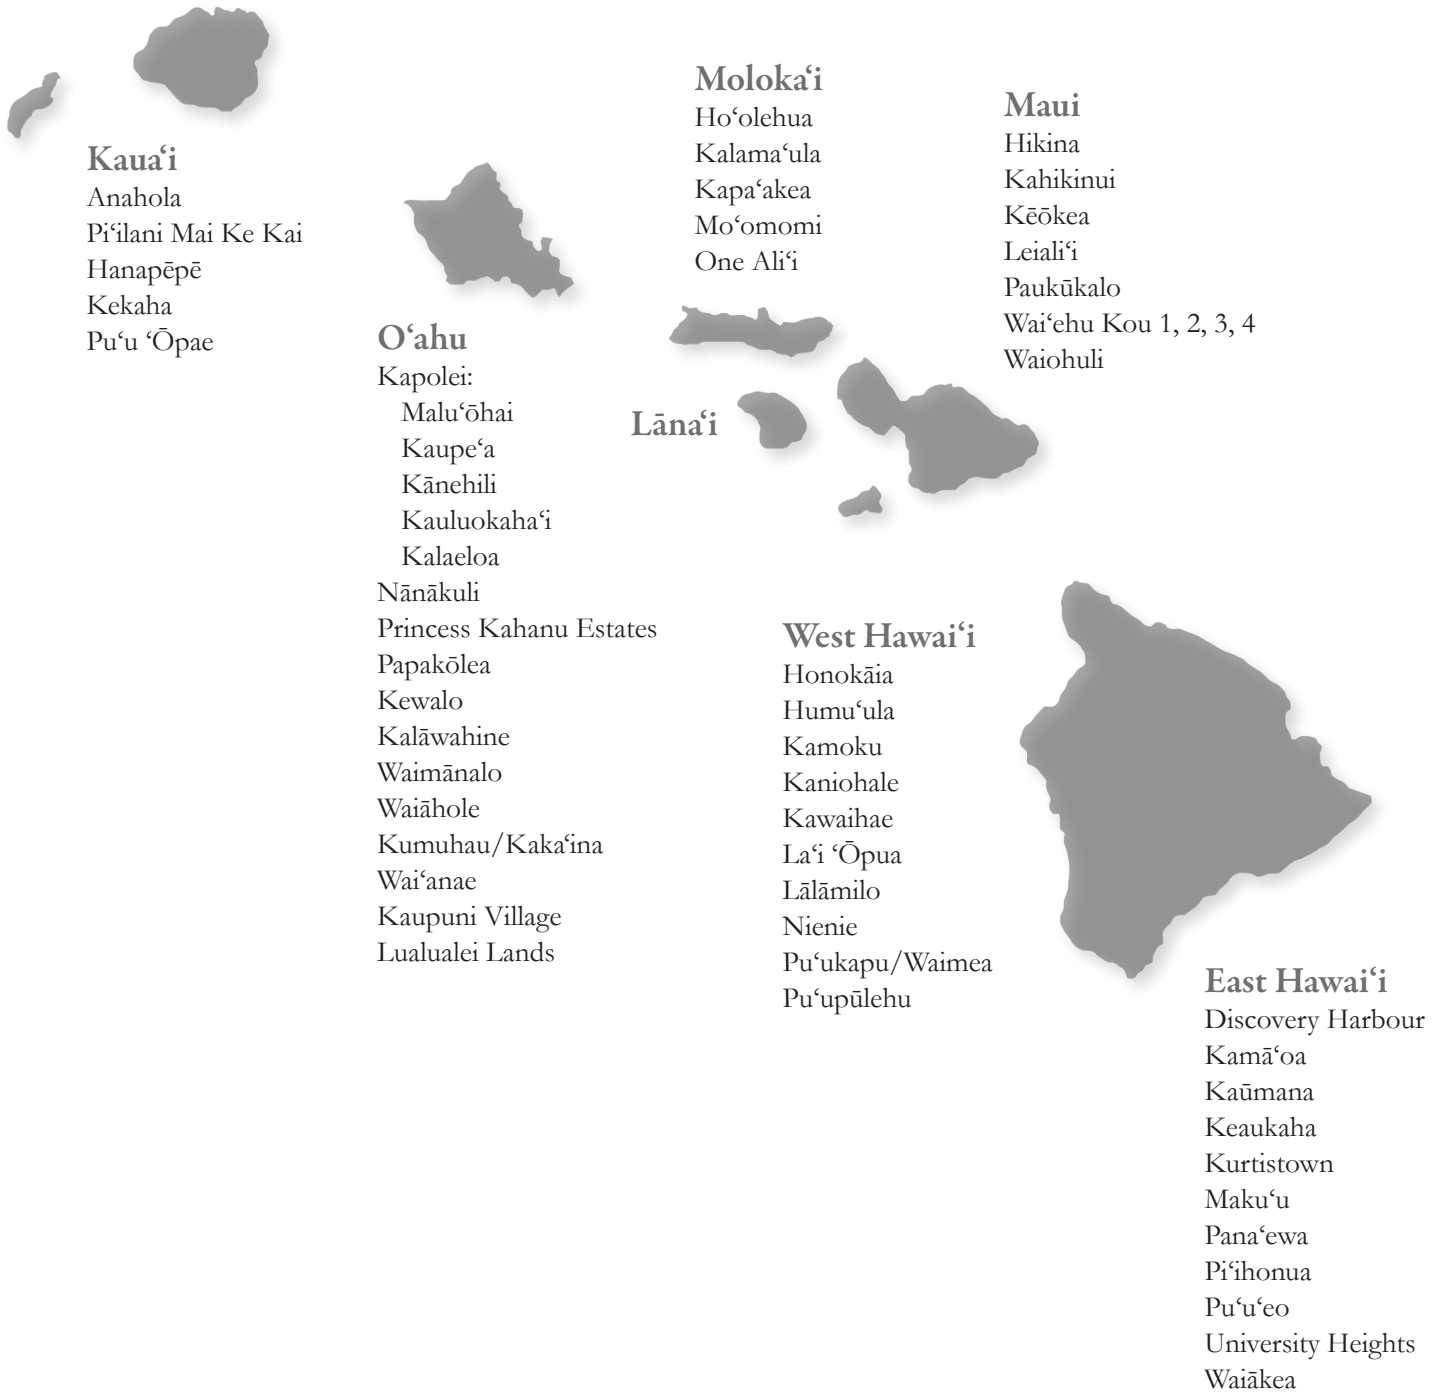 Kauaʻi
Anahola
Piʻilani Mai Ke Kai
Hanapēpē
Kekaha
Puʻu ʻŌpae
Oʻahu
Kapolei:
Maluʻōhai
Kaupeʻa
Kānehili
Kauluokahaʻi
Kalaeloa
Nānākuli
Princess Kahanu Estates
Papakōlea
Kewalo
Kalāwahine
Waimānalo
Waiāhole
Kumuhau/Kakaʻina
Waiʻanae
Kaupuni Village
Lualualei Lands
Molokaʻi
Hoʻolehua
Kalamaʻula
Kapaʻakea
Moʻomomi
One Aliʻi
Lānaʻi
Maui
Hikina
Kahikinui
Kēōkea
Leialiʻi
Paukūkalo
Waiʻehu Kou 1, 2, 3, 4
Waiohuli
West Hawaiʻi
Honokāia
Humuʻula
Kamoku
Kaniohale
Kawaihae
Laʻi ʻŌpua
Lālāmilo
Nienie
Puʻukapu/Waimea
Puʻupūlehu
East Hawaiʻi
Discovery Harbour
Kamāʻoa
Kaūmana
Keaukaha
Kurtistown
Makuʻu
Panaʻewa
Piʻihonua
Puʻuʻeo
University Heights
Waiākea